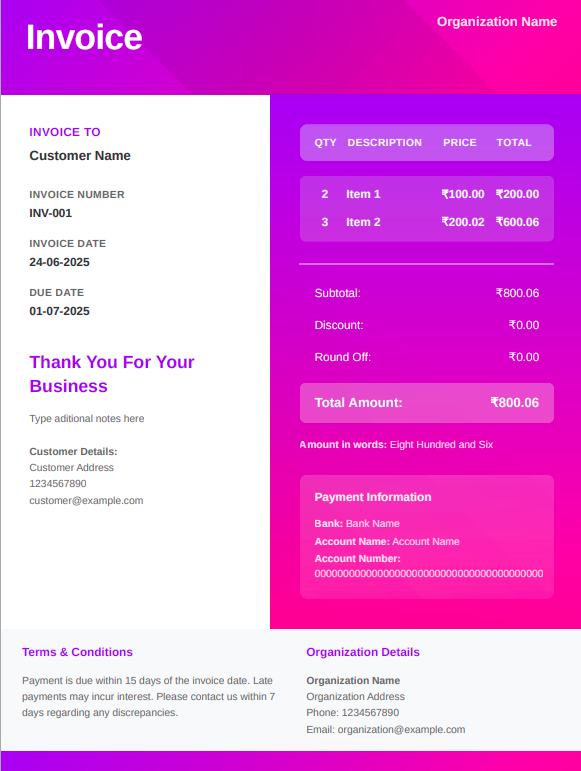 Invoice
Organization Name
INVOICE TO
Customer Name
INVOICE NUMBER
INV-001
INVOICE DATE
24-06-2025
DUE DATE
01-07-2025
Thank You For Your
Business
Type aditional notes here
Customer Details:
Customer Address
1234567890
customer@example.com
QTY DESCRIPTION PRICE TOTAL
2 Item 1 ₹100.00 ₹200.00
3 Item 2 ₹200.02 ₹600.06
Subtotal: ₹800.06
Discount: ₹0.00
Round Off: ₹0.00
Total Amount: ₹800.06
Amount in words: Eight Hundred and Six
Payment Information
Bank: Bank Name
Account Name: Account Name
Account Number:
00000000000000000000000000000000000000000
Terms & Conditions
Payment is due within 15 days of the invoice date. Late
payments may incur interest. Please contact us within 7
days regarding any discrepancies.
Organization Details
Organization Name
Organization Address
Phone: 1234567890
Email: organization@example.com